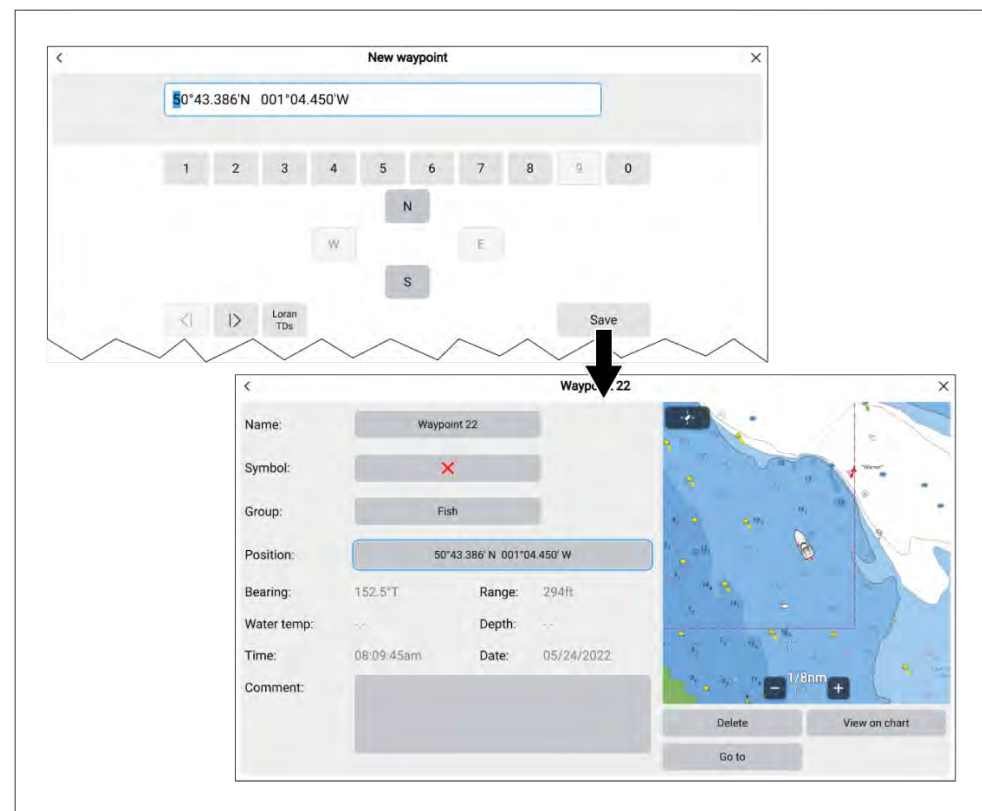 New waypoint
50°43.386'N 001°04.450'W
1 2 3 4 5 6 7 8 9 0
N
W E
S
Loran
TDs
Save
Waypoint 22
Name: Waypoint 22
Symbol:
Group: Fish
Position: 50°43.386' N 001°04.450' W
Bearing: 152.5°T Range: 294ft
Water temp: -.- Depth: -.-
Time: 08:09:45am Date: 05/24/2022
Comment:
"Warner"
1/8nm
Delete View on chart
Go to